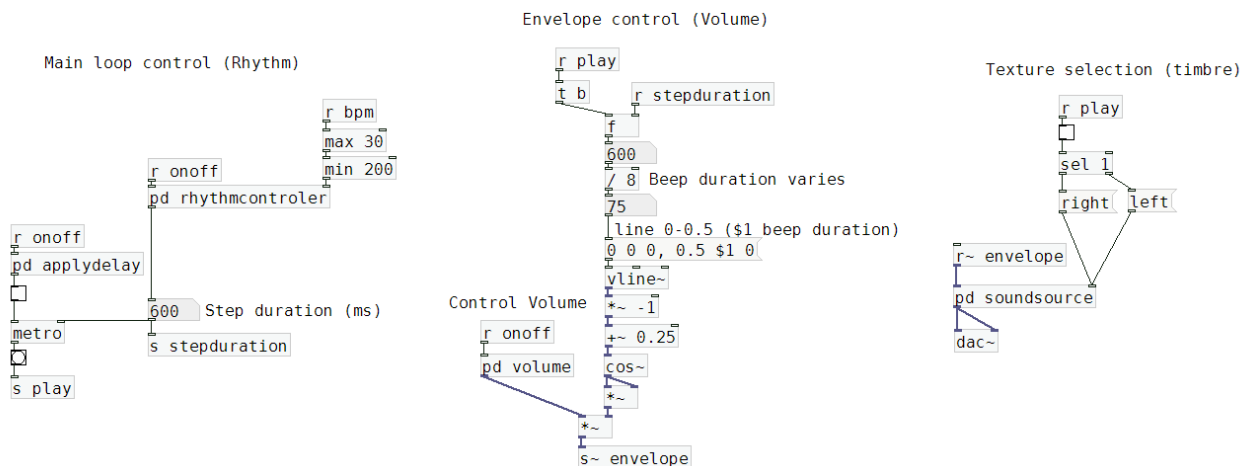 Main loop control (Rhythm)
r bpm
max 30
min 200
r onoff
pd rhythmcontroler
r onoff
pd applydelay
600
Step duration (ms)
metro
s stepduration
s play
Envelope control (Volume)
r play
t b
r stepduration
f
600
/ 8
Beep duration varies
75
line 0-0.5 ($1 beep duration)
0 0 0, 0.5 $1 0
vline~
*~ -1
Control Volume
+~ 0.25
r onoff
pd volume
cos~
*~
*~
s~ envelope
Texture selection (timbre)
r play
sel 1
right
left
r~ envelope
pd soundsource
dac~